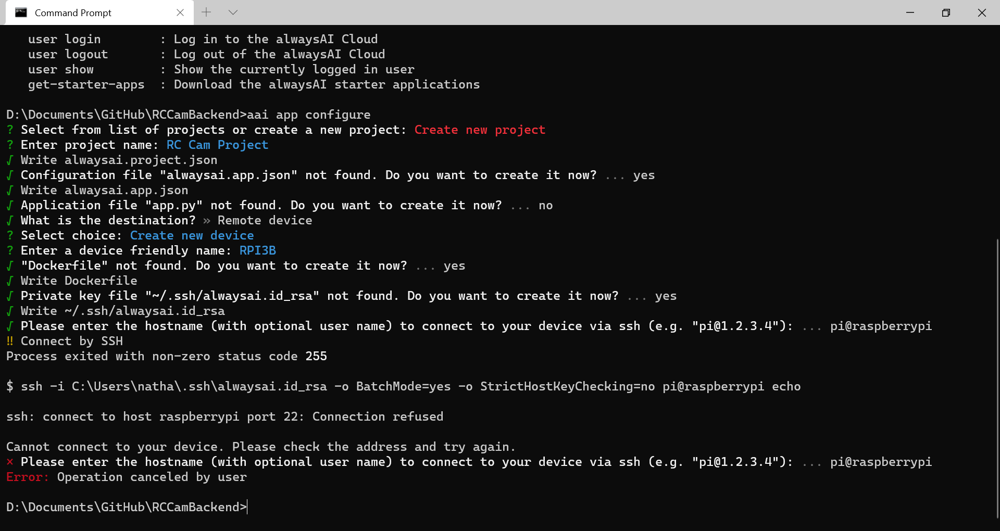 Command Prompt
user login : Log in to the alwaysAI Cloud
user logout : Log out of the alwaysAI Cloud
user show : Show the currently logged in user
get-starter-apps : Download the alwaysAI starter applications
D:\Documents\GitHub\RCCamBackend>aai app configure
? Select from list of projects or create a new project: Create new project
? Enter project name: RC Cam Project
√ Write alwaysai.project.json
√ Configuration file "alwaysai.app.json" not found. Do you want to create it now? ... yes
√ Write alwaysai.app.json
√ Application file "app.py" not found. Do you want to create it now? ... no
√ What is the destination? » Remote device
? Select choice: Create new device
? Enter a device friendly name: RPI3B
√ "Dockerfile" not found. Do you want to create it now? ... yes
√ Write Dockerfile
√ Private key file "~/.ssh/alwaysai.id_rsa" not found. Do you want to create it now? ... yes
√ Write ~/.ssh/alwaysai.id_rsa
√ Please enter the hostname (with optional user name) to connect to your device via ssh (e.g. "pi@1.2.3.4"): ... pi@raspberrypi
‼ Connect by SSH
Process exited with non-zero status code 255
$ ssh -i C:\Users\natha\.ssh\alwaysai.id_rsa -o BatchMode=yes -o StrictHostKeyChecking=no pi@raspberrypi echo
ssh: connect to host raspberrypi port 22: Connection refused
Cannot connect to your device. Please check the address and try again.
× Please enter the hostname (with optional user name) to connect to your device via ssh (e.g. "pi@1.2.3.4"): ... pi@raspberrypi
Error: Operation canceled by user
D:\Documents\GitHub\RCCamBackend>